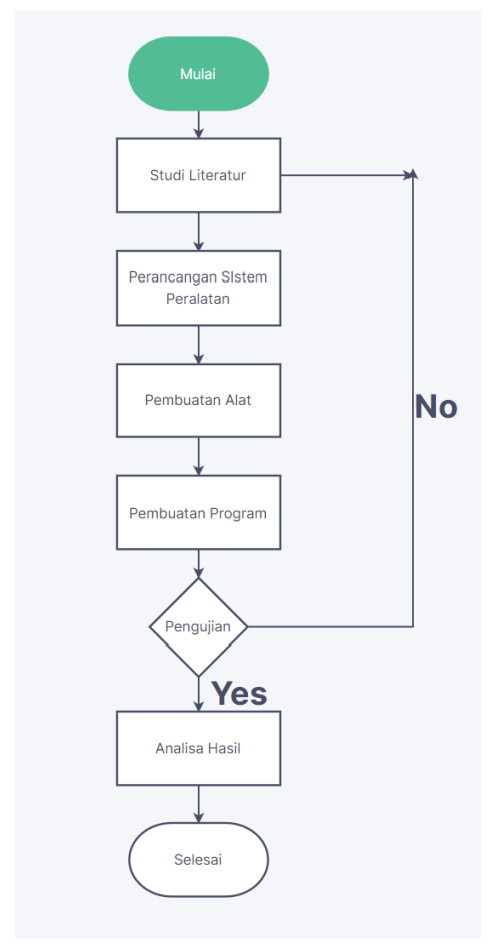 Mulai
Studi Literatur
Perancangan SIstem
Peralatan
Pembuatan Alat
No
Pembuatan Program
Pengujian
Yes
Analisa Hasil
Selesai